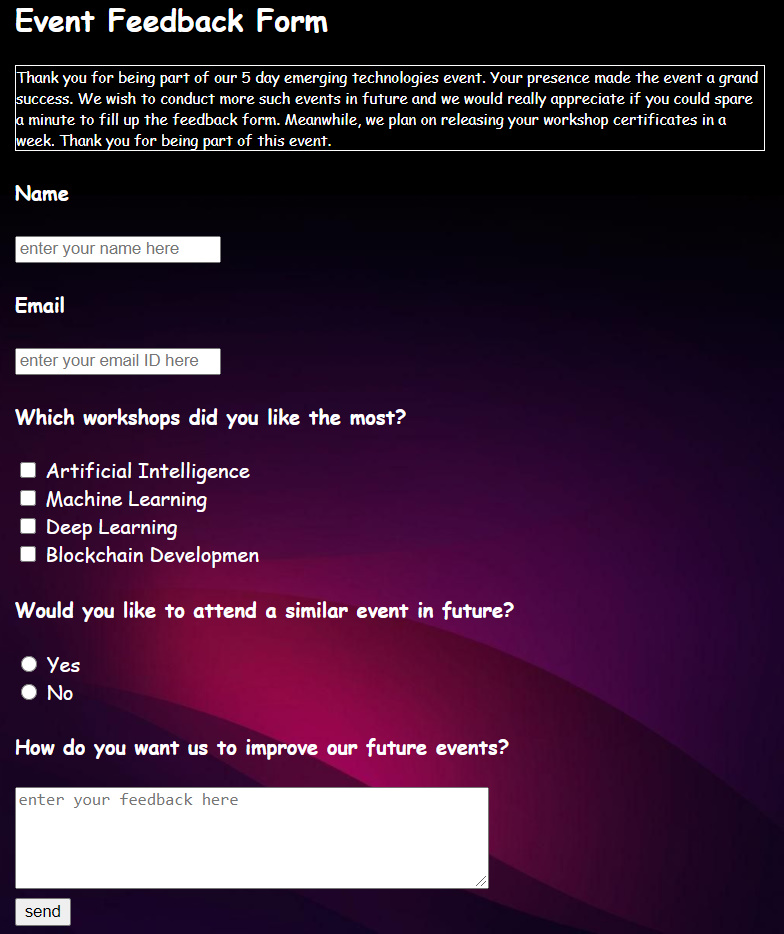 Event Feedback Form
Thank you for being part of our 5 day emerging technologies event. Your presence made the event a grand
success. We wish to conduct more such events in future and we would really appreciate if you could spare
a minute to fill up the feedback form. Meanwhile, we plan on releasing your workshop certificates in a
week. Thank you for being part of this event.
Name
enter your name here
Email
enter your email ID here
Which workshops did you like the most?
Artificial Intelligence
Machine Learning
Deep Learning
Blockchain Developmen
Would you like to attend a similar event in future?
Yes
No
How do you want us to improve our future events?
enter your feedback here
send